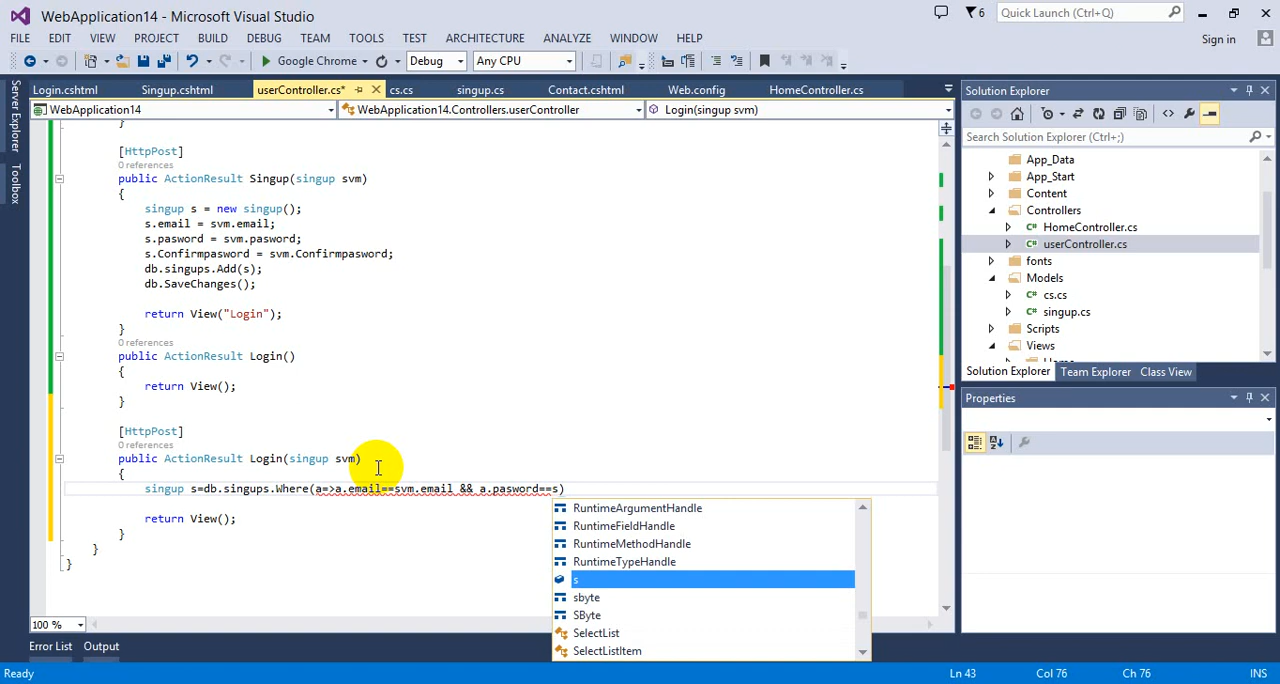 WebApplication14 - Microsoft Visual Studio
6
Quick Launch (Ctrl+Q)
FILE EDIT VIEW PROJECT BUILD DEBUG TEAM TOOLS TEST ARCHITECTURE ANALYZE WINDOW HELP
Sign in
Google Chrome
Debug
Any CPU
Login.cshtml Singup.cshtml userController.cs* cs.cs singup.cs Contact.cshtml Web.config HomeController.cs
WebApplication14
WebApplication14.Controllers.userController
Login(singup svm)
Server Explorer
Toolbox
}
[HttpPost]
0 references
public ActionResult Singup(singup svm)
{
singup s = new singup();
s.email = svm.email;
s.pasword = svm.pasword;
s.Confirmpasword = svm.Confirmpasword;
db.singups.Add(s);
db.SaveChanges();
return View("Login");
}
0 references
public ActionResult Login()
{
return View();
}
[HttpPost]
0 references
public ActionResult Login(singup svm)
{
singup s=db.singups.Where(a=>a.email==svm.email && a.pasword==s)
return View();
}
}
}
RuntimeArgumentHandle
RuntimeFieldHandle
RuntimeMethodHandle
RuntimeTypeHandle
s
sbyte
SByte
SelectList
SelectListItem
100 %
Error List Output
Ready
Ln 43
Col 76
Ch 76
INS
Solution Explorer
Search Solution Explorer (Ctrl+;)
App_Data
App_Start
Content
Controllers
C# HomeController.cs
C# userController.cs
fonts
Models
C# cs.cs
C# singup.cs
Scripts
Views
Solution Explorer Team Explorer Class View
Properties